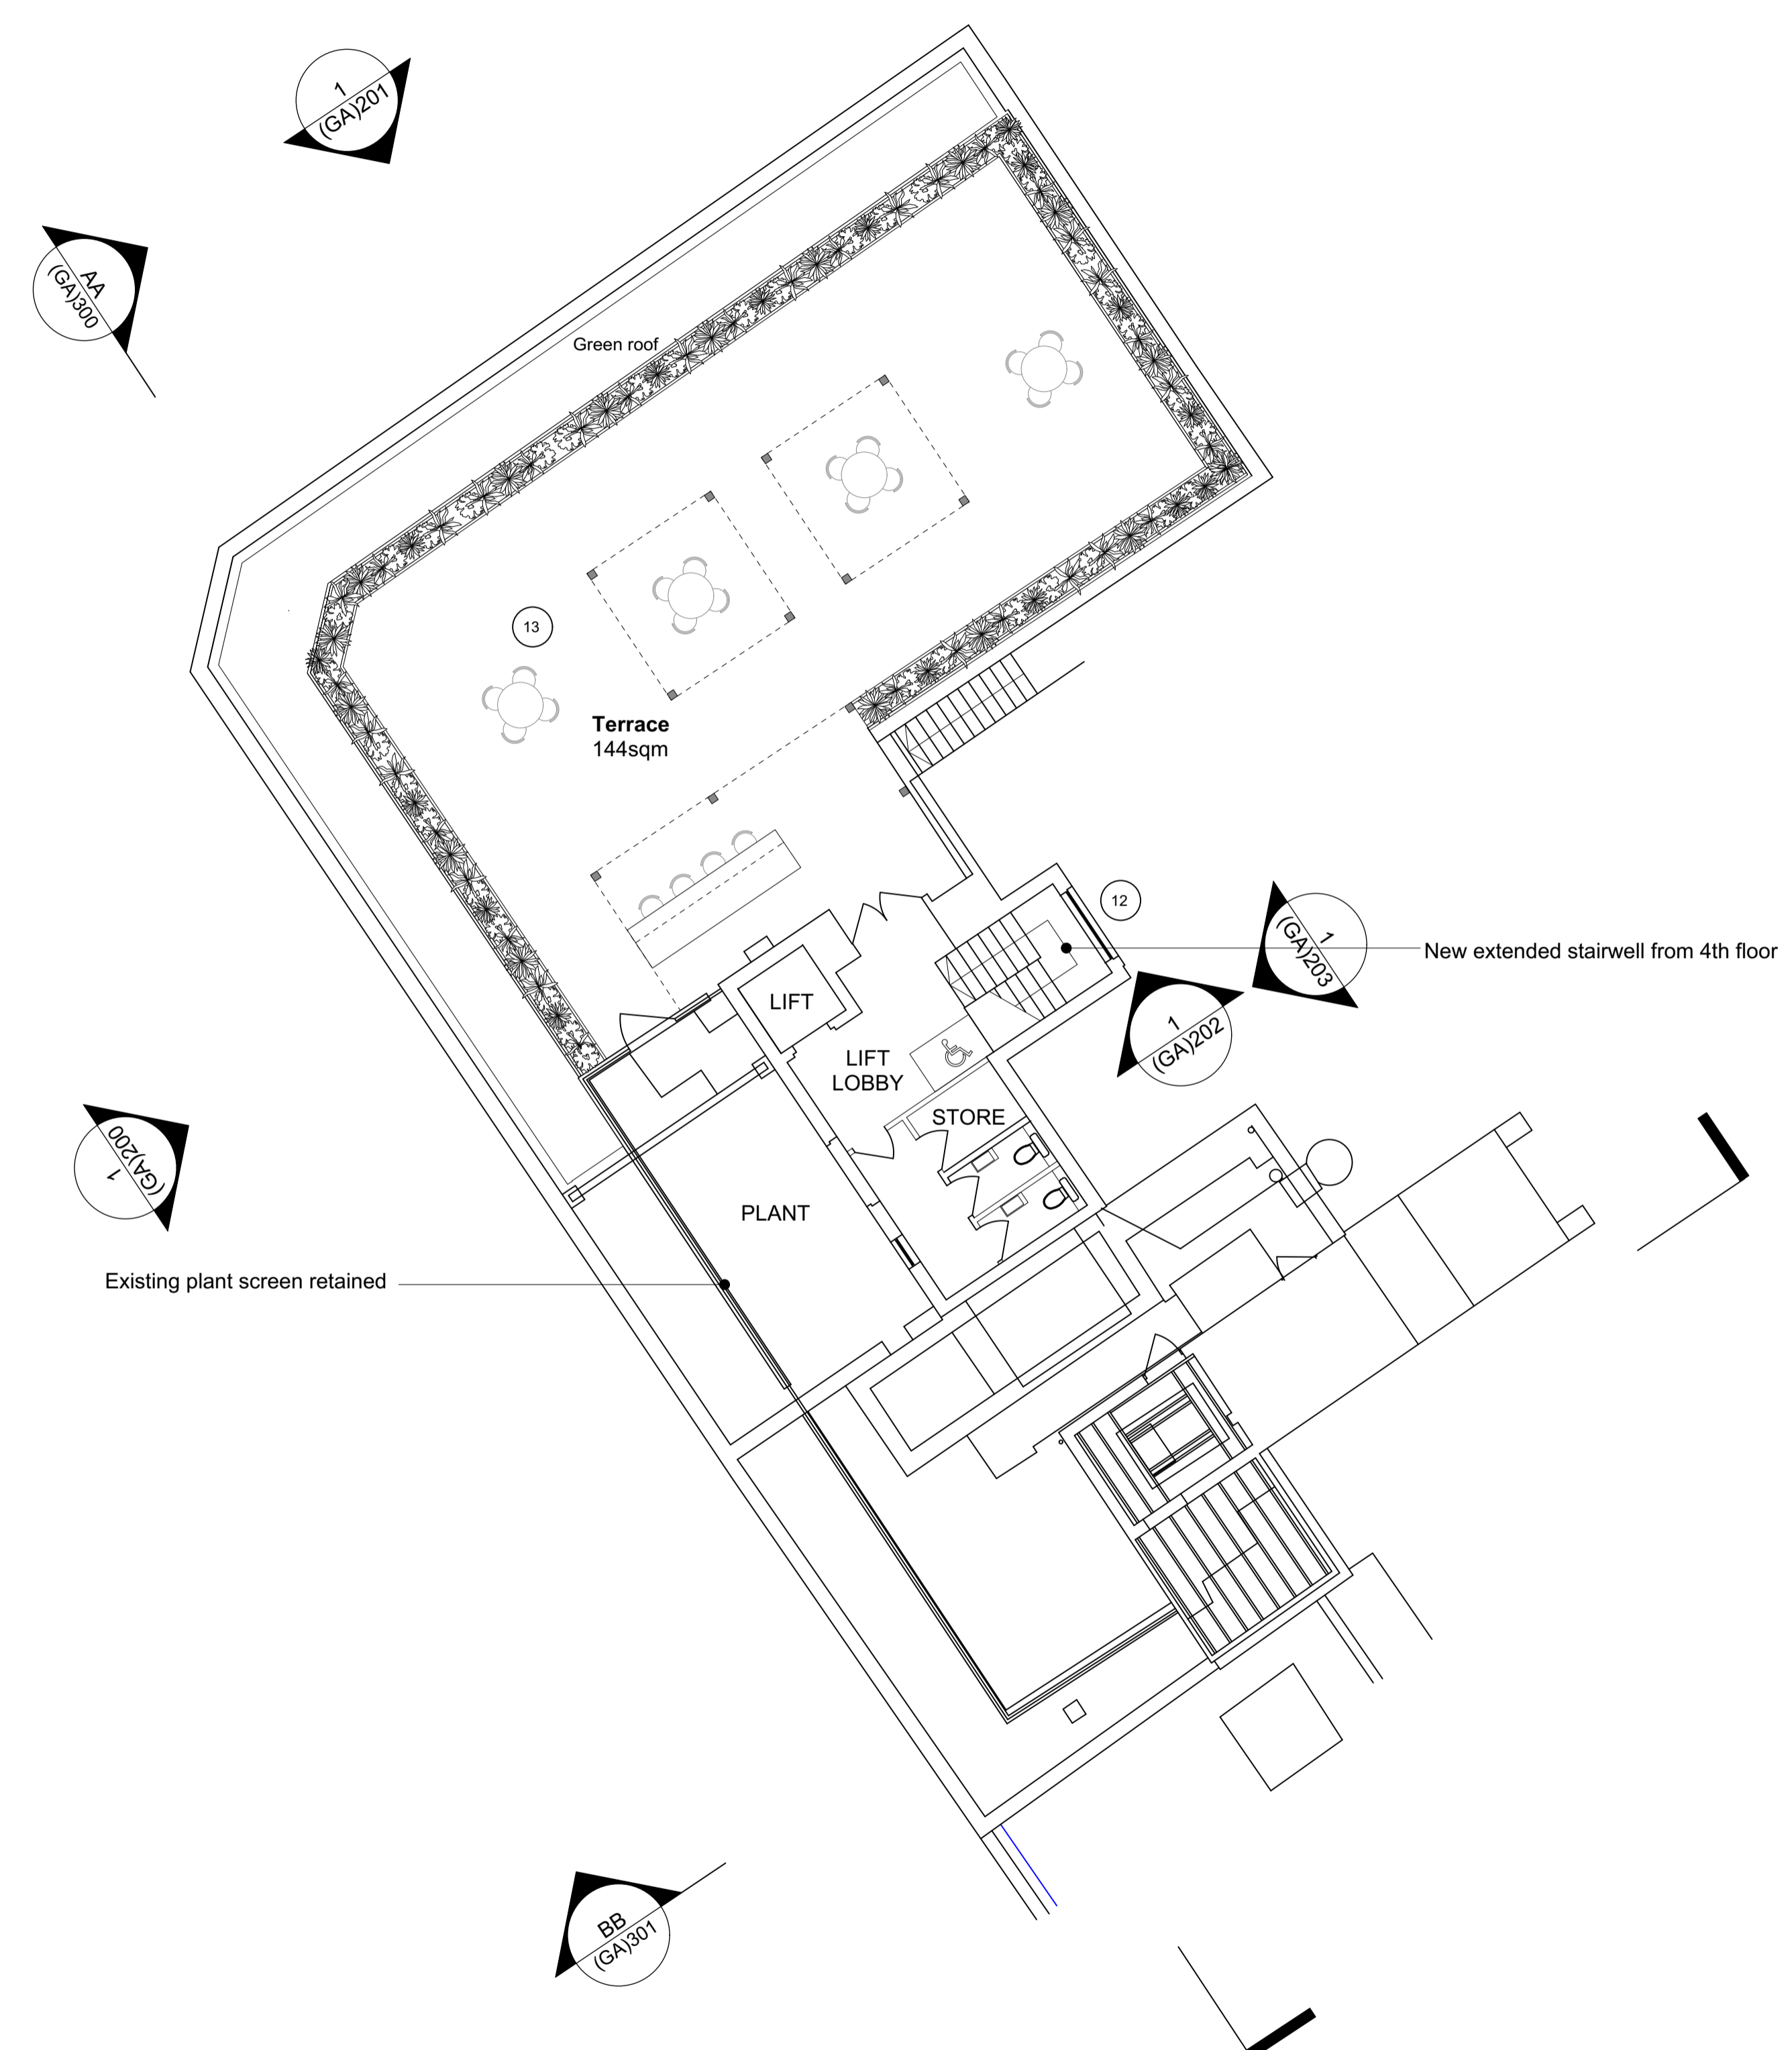 1
(GA)201
AA
(GA)300
Green roof
13
Terrace
144sqm
12
1
(GA)203
New extended stairwell from 4th floor
LIFT
1
(GA)202
LIFT
LOBBY
STORE
1
(GA)200
PLANT
Existing plant screen retained
BB
(GA)301